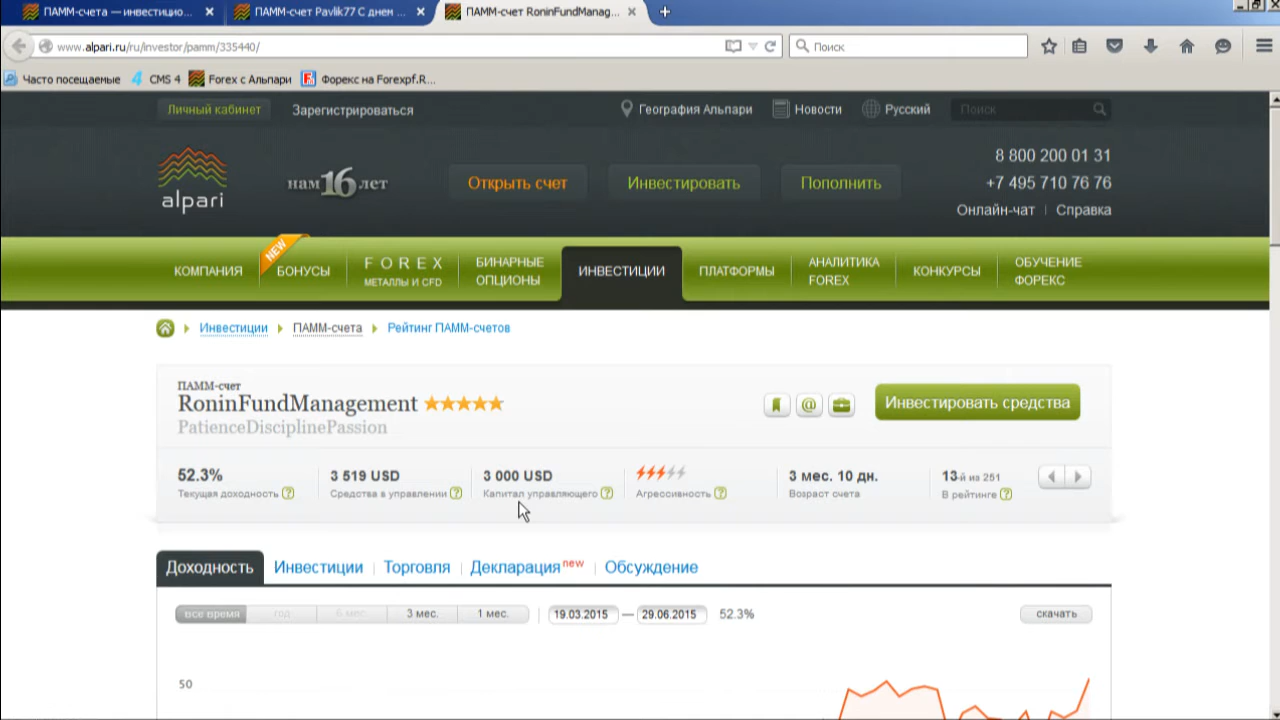 ПАММ-счета — инвестицио...
ПАММ-счет Pavlik77 С днем ...
ПАММ-счет RoninFundManag...
www.alpari.ru/ru/investor/pamm/335440/
Поиск
Часто посещаемые
CMS 4
Forex с Альпари
Форекс на Forexpf.R...
Личный кабинет
Зарегистрироваться
География Альпари
Новости
Русский
Поиск
alpari
нам 16 лет
Открыть счет
Инвестировать
Пополнить
8 800 200 01 31
+7 495 710 76 76
Онлайн-чат
Справка
КОМПАНИЯ
NEW
БОНУСЫ
FOREX
МЕТАЛЛЫ И CFD
БИНАРНЫЕ
ОПЦИОНЫ
ИНВЕСТИЦИИ
ПЛАТФОРМЫ
АНАЛИТИКА
FOREX
КОНКУРСЫ
ОБУЧЕНИЕ
ФОРЕКС
Инвестиции
ПАММ-счета
Рейтинг ПАММ-счетов
ПАММ-счет
RoninFundManagement
PatienceDisciplinePassion
Инвестировать средства
52.3%
Текущая доходность
3 519 USD
Средства в управлении
3 000 USD
Капитал управляющего
Агрессивность
3 мес. 10 дн.
Возраст счета
13-й из 251
В рейтинге
Доходность
Инвестиции
Торговля
Декларация new
Обсуждение
все время
год
6 мес.
3 мес.
1 мес.
19.03.2015 — 29.06.2015
52.3%
скачать
50